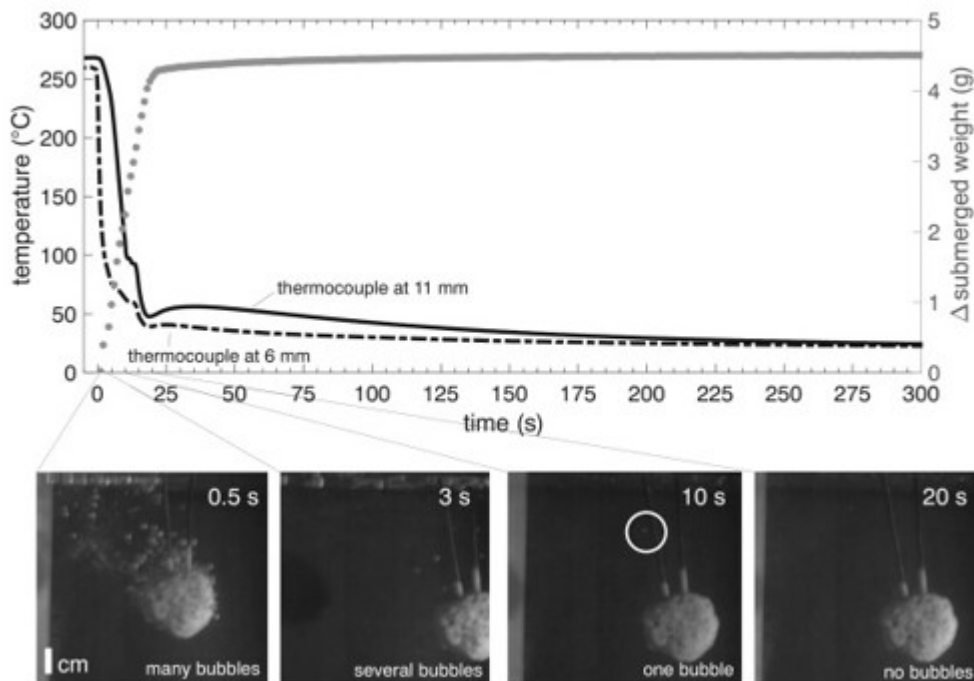 300
250
200
150
100
50
0
temperature (°C)
5
4
3
2
1
0
Δ submerged weight (g)
thermocouple at 11 mm
thermocouple at 6 mm
0 25 50 75 100 125 150 175 200 225 250 275 300
time (s)
0.5 s
cm
many bubbles
3 s
several bubbles
10 s
one bubble
20 s
no bubbles